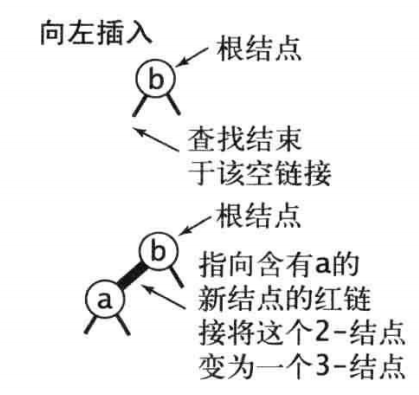 向左插入
根结点
b
查找结束
于该空链接
根结点
b
a
指向含有a的
新结点的红链
接将这个2-结点
变为一个3-结点